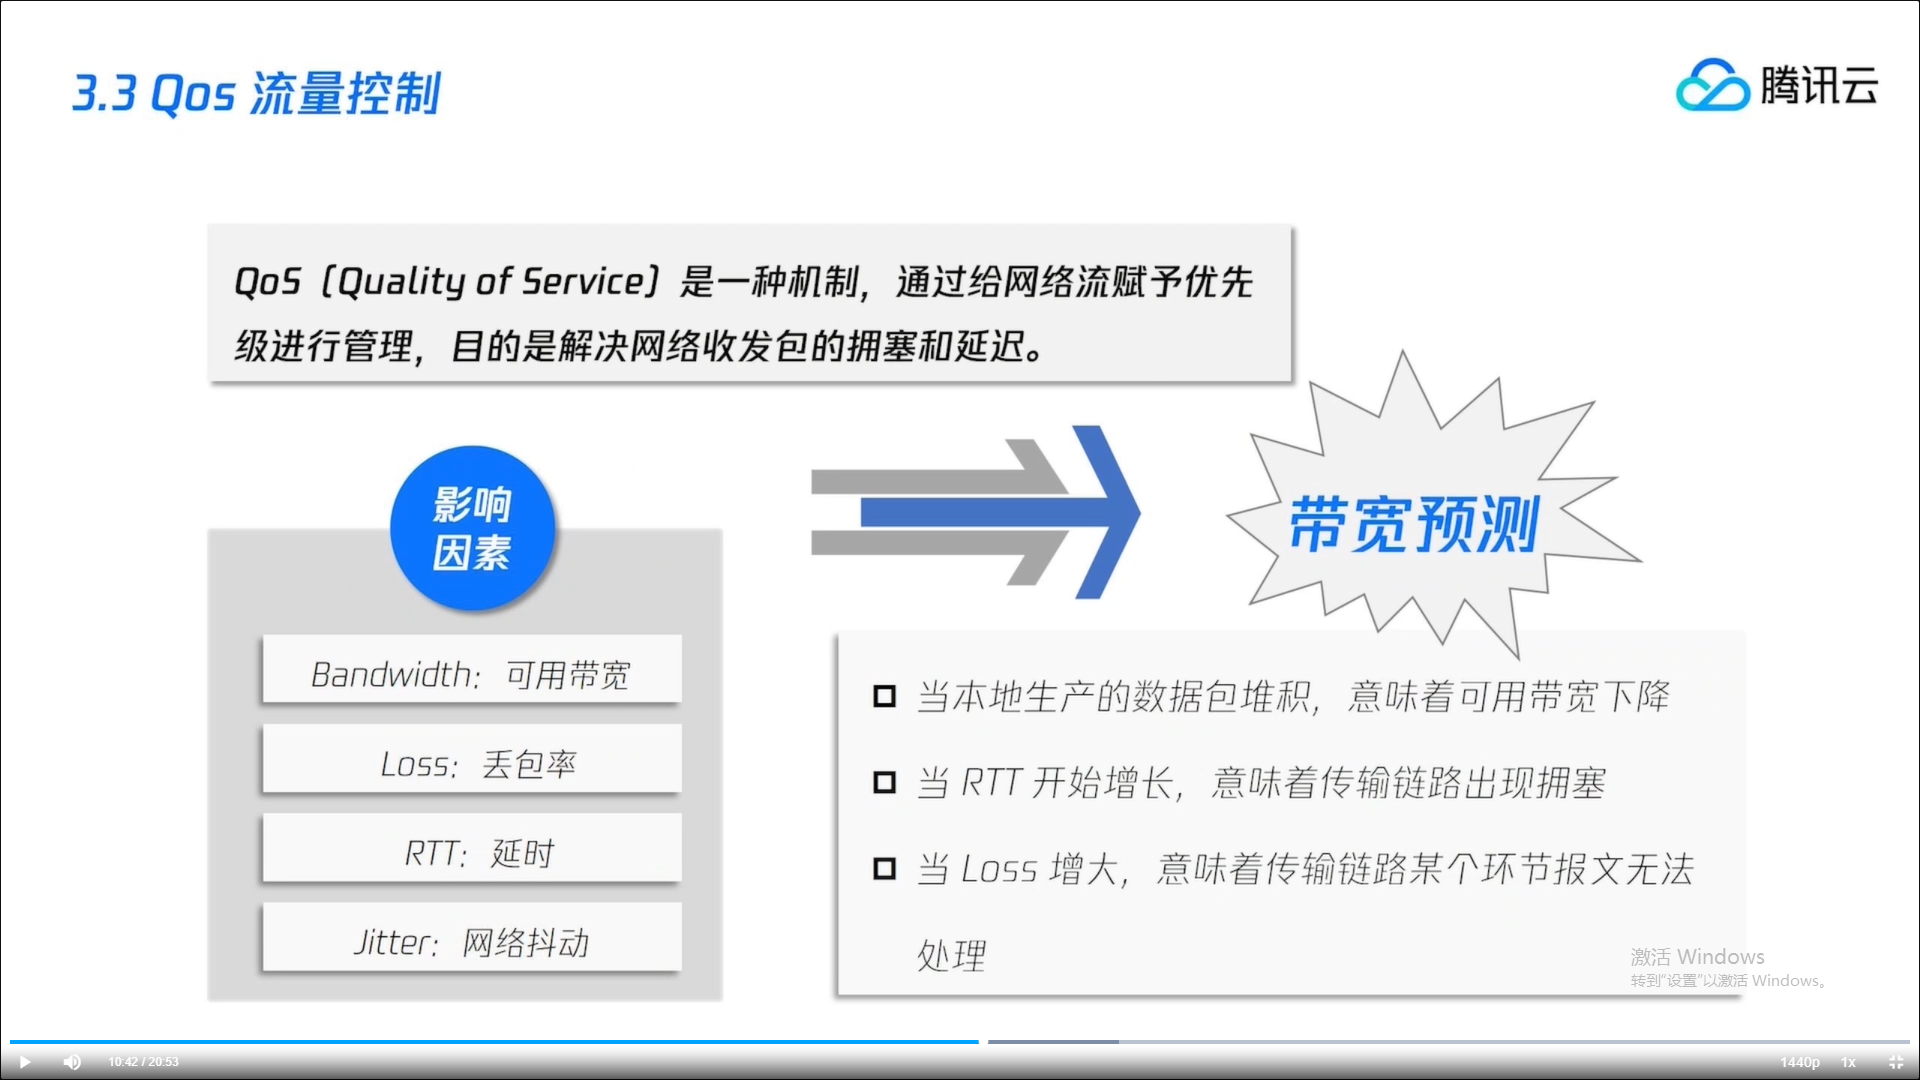 3.3 Qos 流量控制
腾讯云
QoS（Quality of Service）是一种机制，通过给网络流赋予优先
级进行管理，目的是解决网络收发包的拥塞和延迟。
影响
因素
Bandwidth：可用带宽
Loss：丢包率
RTT：延时
Jitter：网络抖动
带宽预测
当本地生产的数据包堆积，意味着可用带宽下降
当 RTT 开始增长，意味着传输链路出现拥塞
当 Loss 增大，意味着传输链路某个环节报文无法
处理
激活 Windows
转到“设置”以激活 Windows。
10:42 / 20:53
1440p
1x